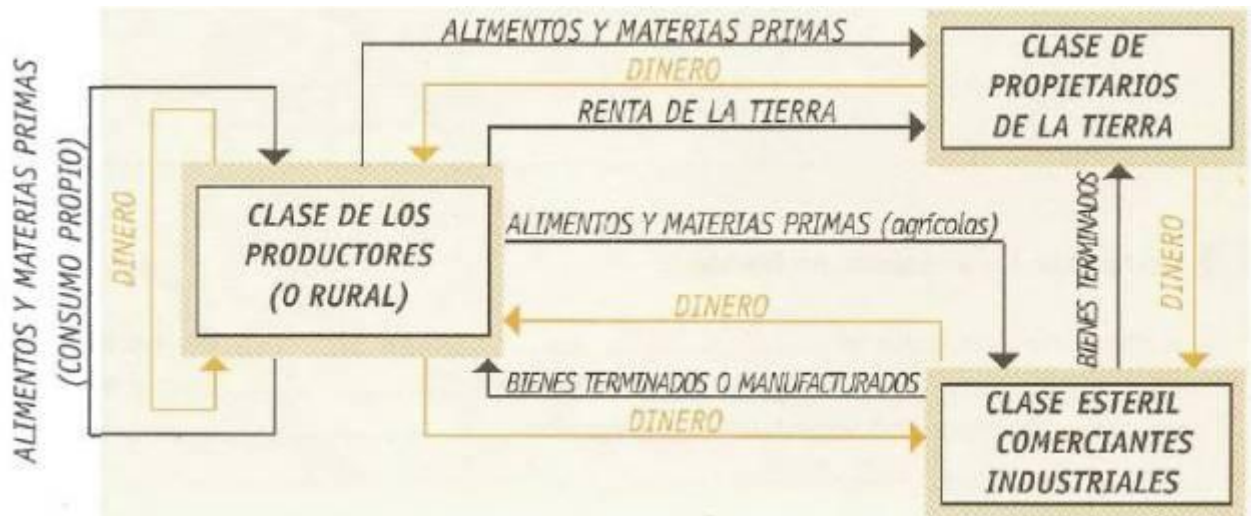 ALIMENTOS Y MATERIAS PRIMAS
(CONSUMO PROPIO)
DINERO
ALIMENTOS Y MATERIAS PRIMAS
DINERO
RENTA DE LA TIERRA
CLASE DE
PROPIETARIOS
DE LA TIERRA
CLASE DE LOS
PRODUCTORES
(O RURAL)
ALIMENTOS Y MATERIAS PRIMAS (agrícolas)
DINERO
BIENES TERMINADOS O MANUFACTURADOS
DINERO
BIENES TERMINADOS
DINERO
CLASE ESTERIL
COMERCIANTES
INDUSTRIALES